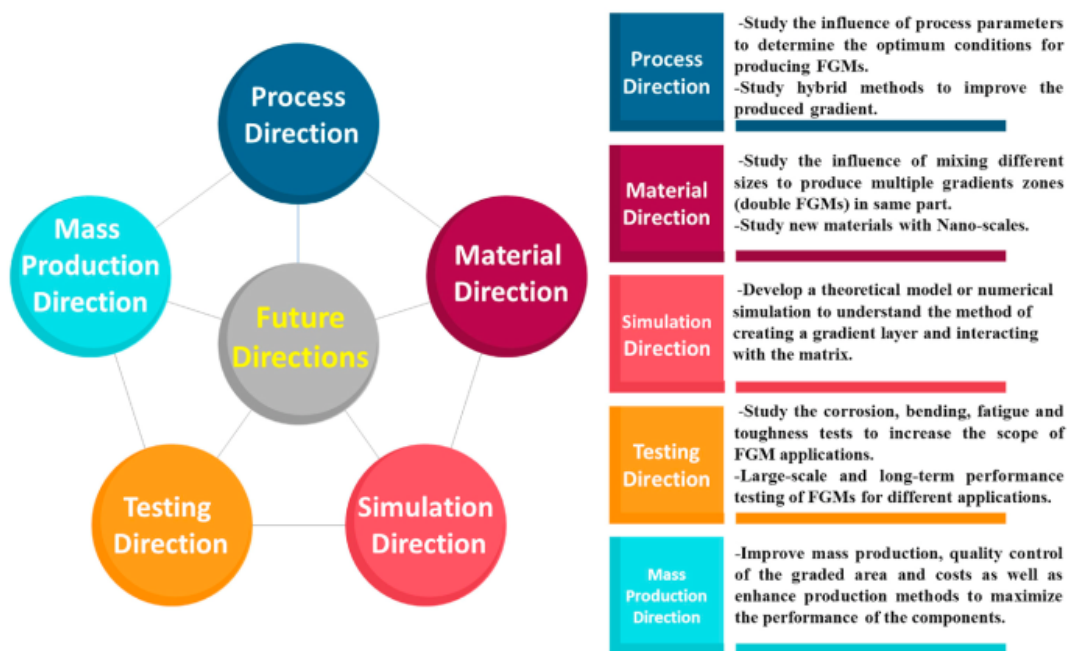 Process
Direction
Mass
Production
Direction
Material
Direction
Future
Directions
Testing
Direction
Simulation
Direction
Process
Direction
-Study the influence of process parameters
to determine the optimum conditions for
producing FGMs.
-Study hybrid methods to improve the
produced gradient.
Material
Direction
-Study the influence of mixing different
sizes to produce multiple gradients zones
(double FGMs) in same part.
-Study new materials with Nano-scales.
Simulation
Direction
-Develop a theoretical model or numerical
simulation to understand the method of
creating a gradient layer and interacting
with the matrix.
Testing
Direction
-Study the corrosion, bending, fatigue and
toughness tests to increase the scope of
FGM applications.
-Large-scale and long-term performance
testing of FGMs for different applications.
Mass
Production
Direction
-Improve mass production, quality control
of the graded area and costs as well as
enhance production methods to maximize
the performance of the components.